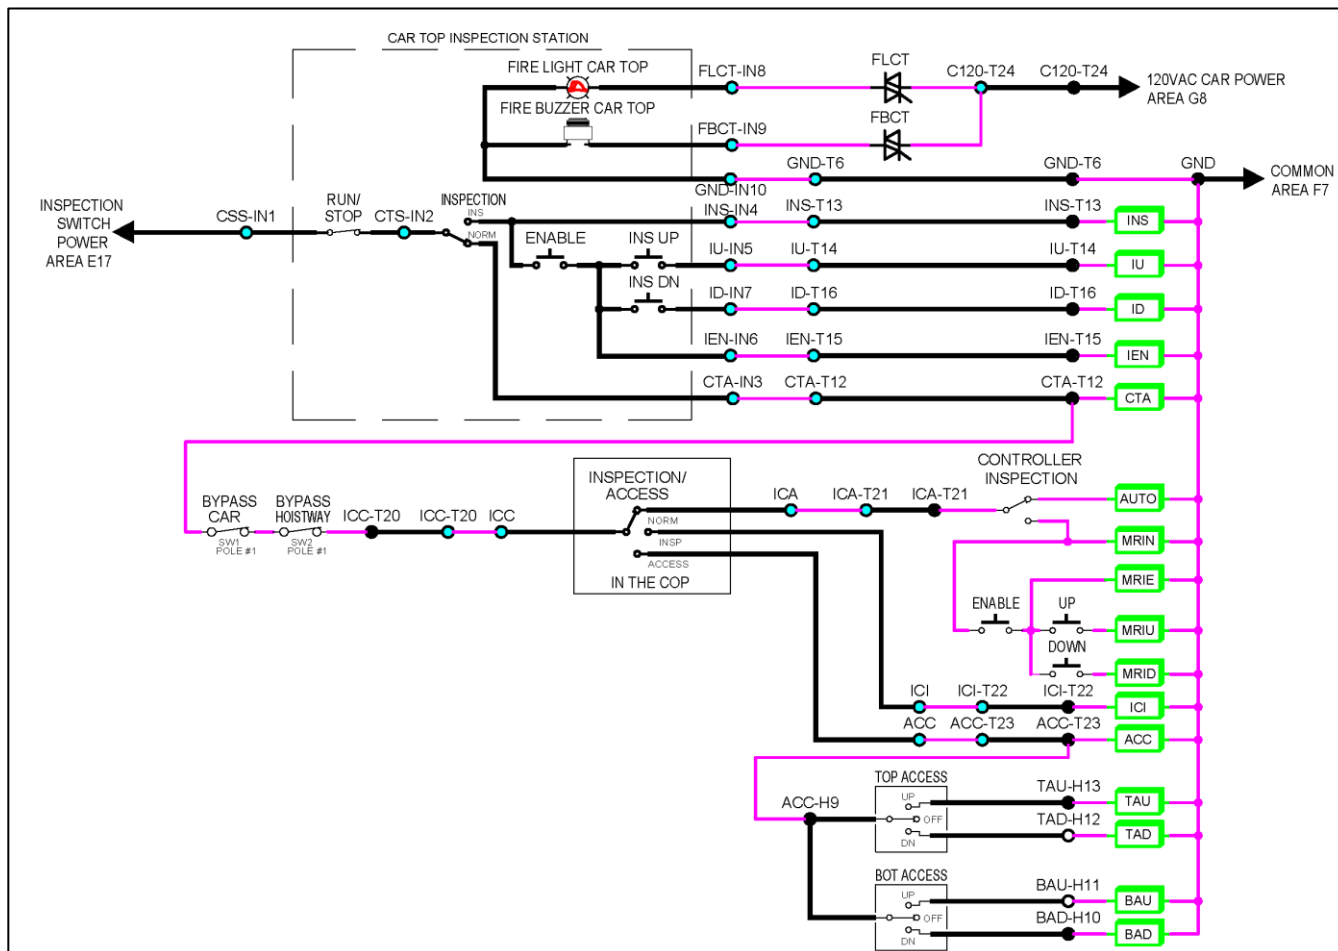 CAR TOP INSPECTION STATION
FIRE LIGHT CAR TOP
FLCT-IN8
FLCT
C120-T24
C120-T24
120VAC CAR POWER
AREA G8
FIRE BUZZER CAR TOP
FBCT-IN9
FBCT
GND-T6
GND-T6
GND
COMMON
AREA F7
GND-IN10
INSPECTION
SWITCH
POWER
AREA E17
CSS-IN1
RUN/
STOP
CTS-IN2
INSPECTION
INS
NORM
INS-IN4
INS-T13
INS-T13
INS
ENABLE
INS UP
IU-IN5
IU-T14
IU-T14
IU
INS DN
ID-IN7
ID-T16
ID-T16
ID
IEN-IN6
IEN-T15
IEN-T15
IEN
CTA-IN3
CTA-T12
CTA-T12
CTA
BYPASS
CAR
SW1
POLE #1
BYPASS
HOISTWAY
SW2
POLE #1
ICC-T20
ICC-T20
ICC
INSPECTION/
ACCESS
NORM
INSP
ACCESS
IN THE COP
ICA
ICA-T21
ICA-T21
CONTROLLER
INSPECTION
AUTO
MRIN
MRIE
ENABLE
UP
MRIU
DOWN
MRID
ICI
ICI-T22
ICI-T22
ICI
ACC
ACC-T23
ACC-T23
ACC
ACC-H9
TOP ACCESS
UP
OFF
DN
TAU-H13
TAU
TAD-H12
TAD
BOT ACCESS
UP
OFF
DN
BAU-H11
BAU
BAD-H10
BAD